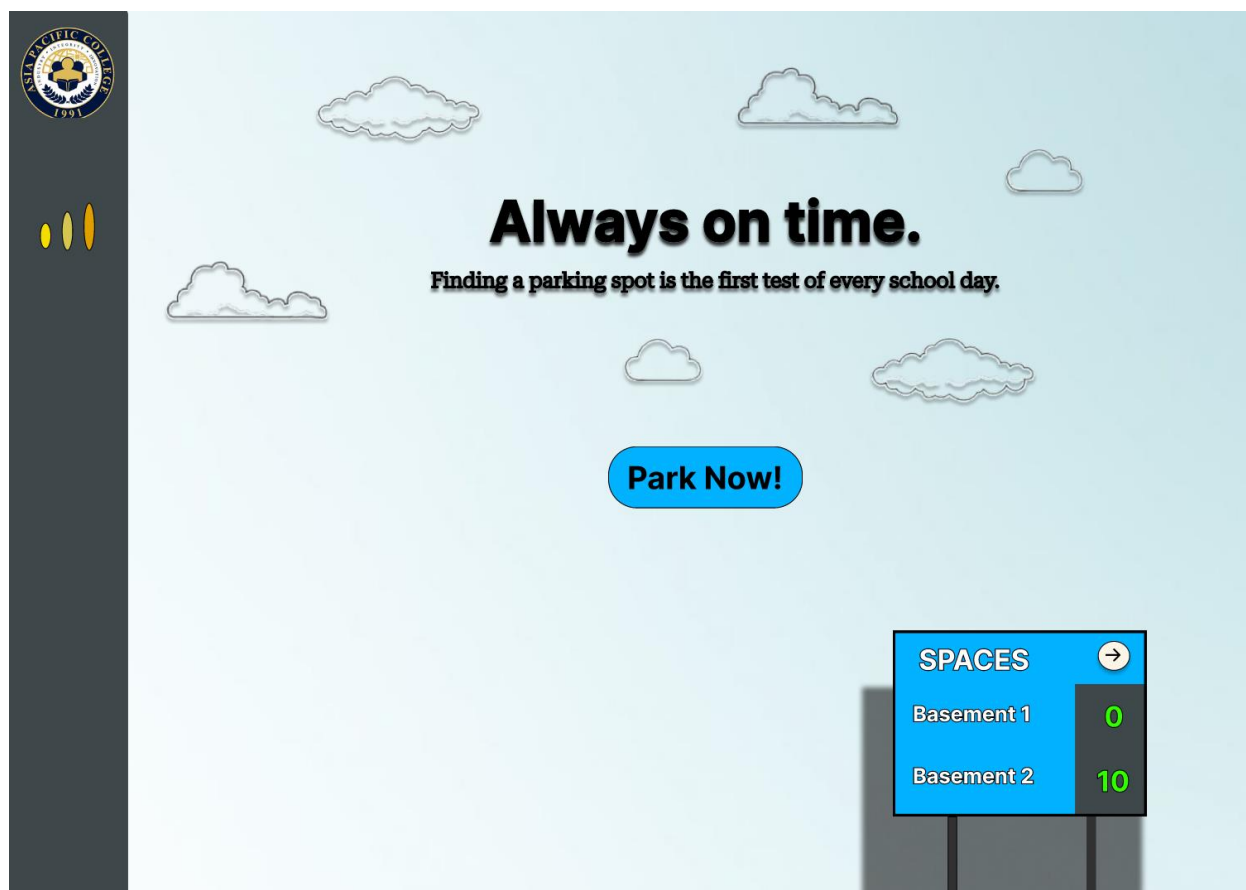 ASIA PACIFIC COLLEGE
1991
Always on time.
Finding a parking spot is the first test of every school day.
Park Now!
SPACES
Basement 1
0
Basement 2
10